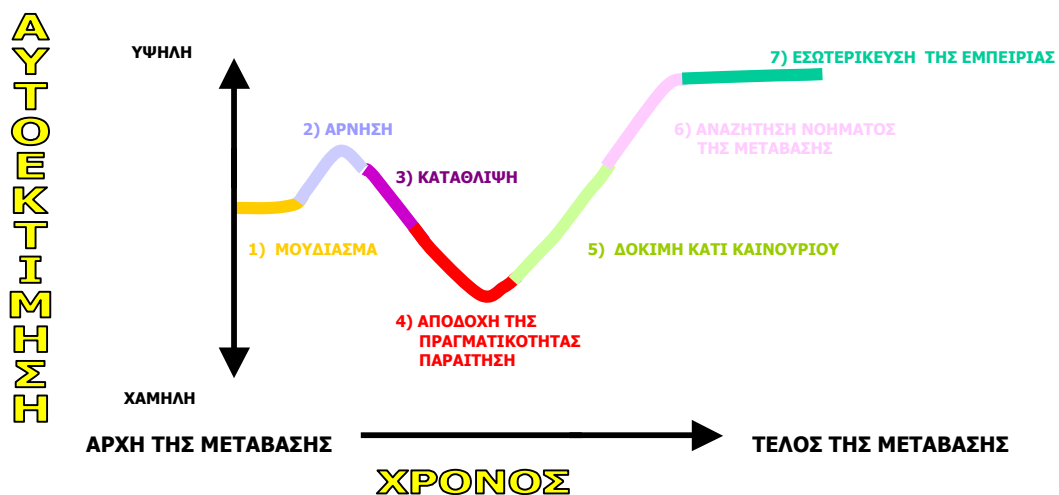 ΑΥΤΟΕΚΤΙΜΗΣΗ
ΥΨΗΛΗ
7) ΕΣΩΤΕΡΙΚΕΥΣΗ ΤΗΣ ΕΜΠΕΙΡΙΑΣ
2) ΑΡΝΗΣΗ
6) ΑΝΑΖΗΤΗΣΗ ΝΟΗΜΑΤΟΣ
ΤΗΣ ΜΕΤΑΒΑΣΗΣ
3) ΚΑΤΑΘΛΙΨΗ
1) ΜΟΥΔΙΑΣΜΑ
5) ΔΟΚΙΜΗ ΚΑΤΙ ΚΑΙΝΟΥΡΙΟΥ
4) ΑΠΟΔΟΧΗ ΤΗΣ
ΠΡΑΓΜΑΤΙΚΟΤΗΤΑΣ
ΠΑΡΑΙΤΗΣΗ
ΧΑΜΗΛΗ
ΑΡΧΗ ΤΗΣ ΜΕΤΑΒΑΣΗΣ
ΤΕΛΟΣ ΤΗΣ ΜΕΤΑΒΑΣΗΣ
ΧΡΟΝΟΣ